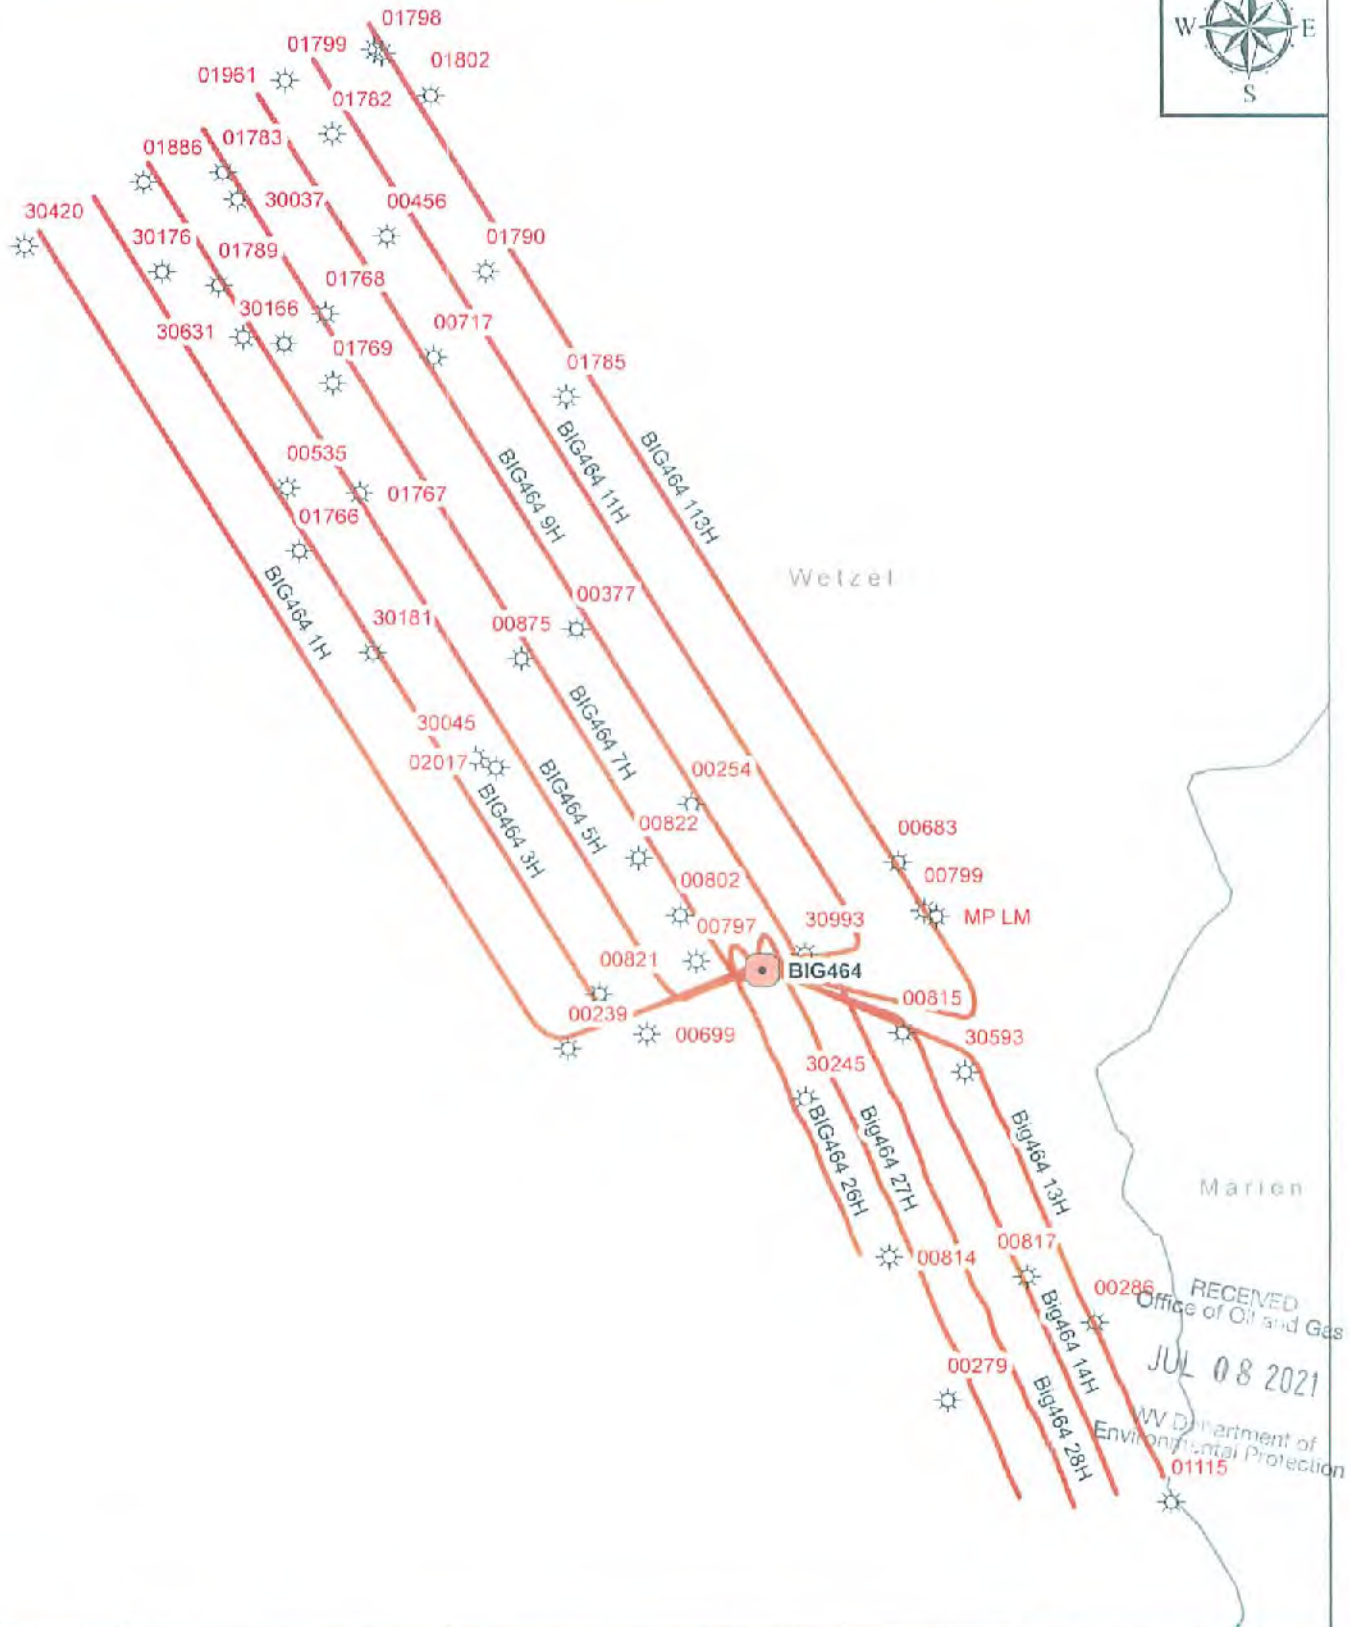 01798
W
E
S
01799
01802
01961
01782
01886
01783
30420
30037
00456
30176
01789
01790
01768
30166
30631
00717
01769
01785
00535
BIG464 11H
BIG464 113H
BIG464 9H
01767
01766
Wetzel
BIG464 1H
00377
30181
00875
30045
BIG464 7H
02017
00254
BIG464 5H
BIG464 3H
00822
00683
00802
00799
MP LM
00797
30993
00821
BIG464
00815
00239
00699
30593
30245
BIG464 26H
Big464 27H
Big464 13H
Marion
00814
00817
00286
RECEIVED
Office of Oil and Gas
JUL 08 2021
WV Department of
Environmental Protection
00279
Big464 14H
Big464 28H
01115